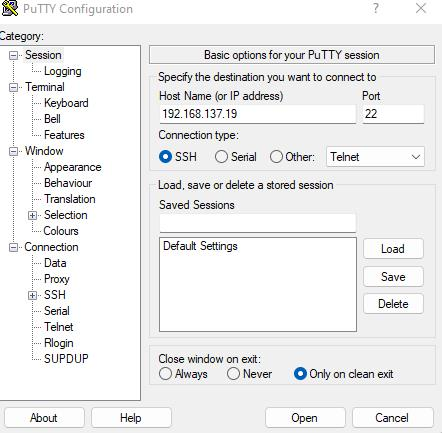 PuTTY Configuration
? ×
Category:
Session
Logging
Terminal
Keyboard
Bell
Features
Window
Appearance
Behaviour
Translation
Selection
Colours
Connection
Data
Proxy
SSH
Serial
Telnet
Rlogin
SUPDUP
Basic options for your PuTTY session
Specify the destination you want to connect to
Host Name (or IP address) Port
192.168.137.19 22
Connection type:
SSH Serial Other: Telnet
Load, save or delete a stored session
Saved Sessions
Default Settings
Load
Save
Delete
Close window on exit:
Always Never Only on clean exit
About Help Open Cancel